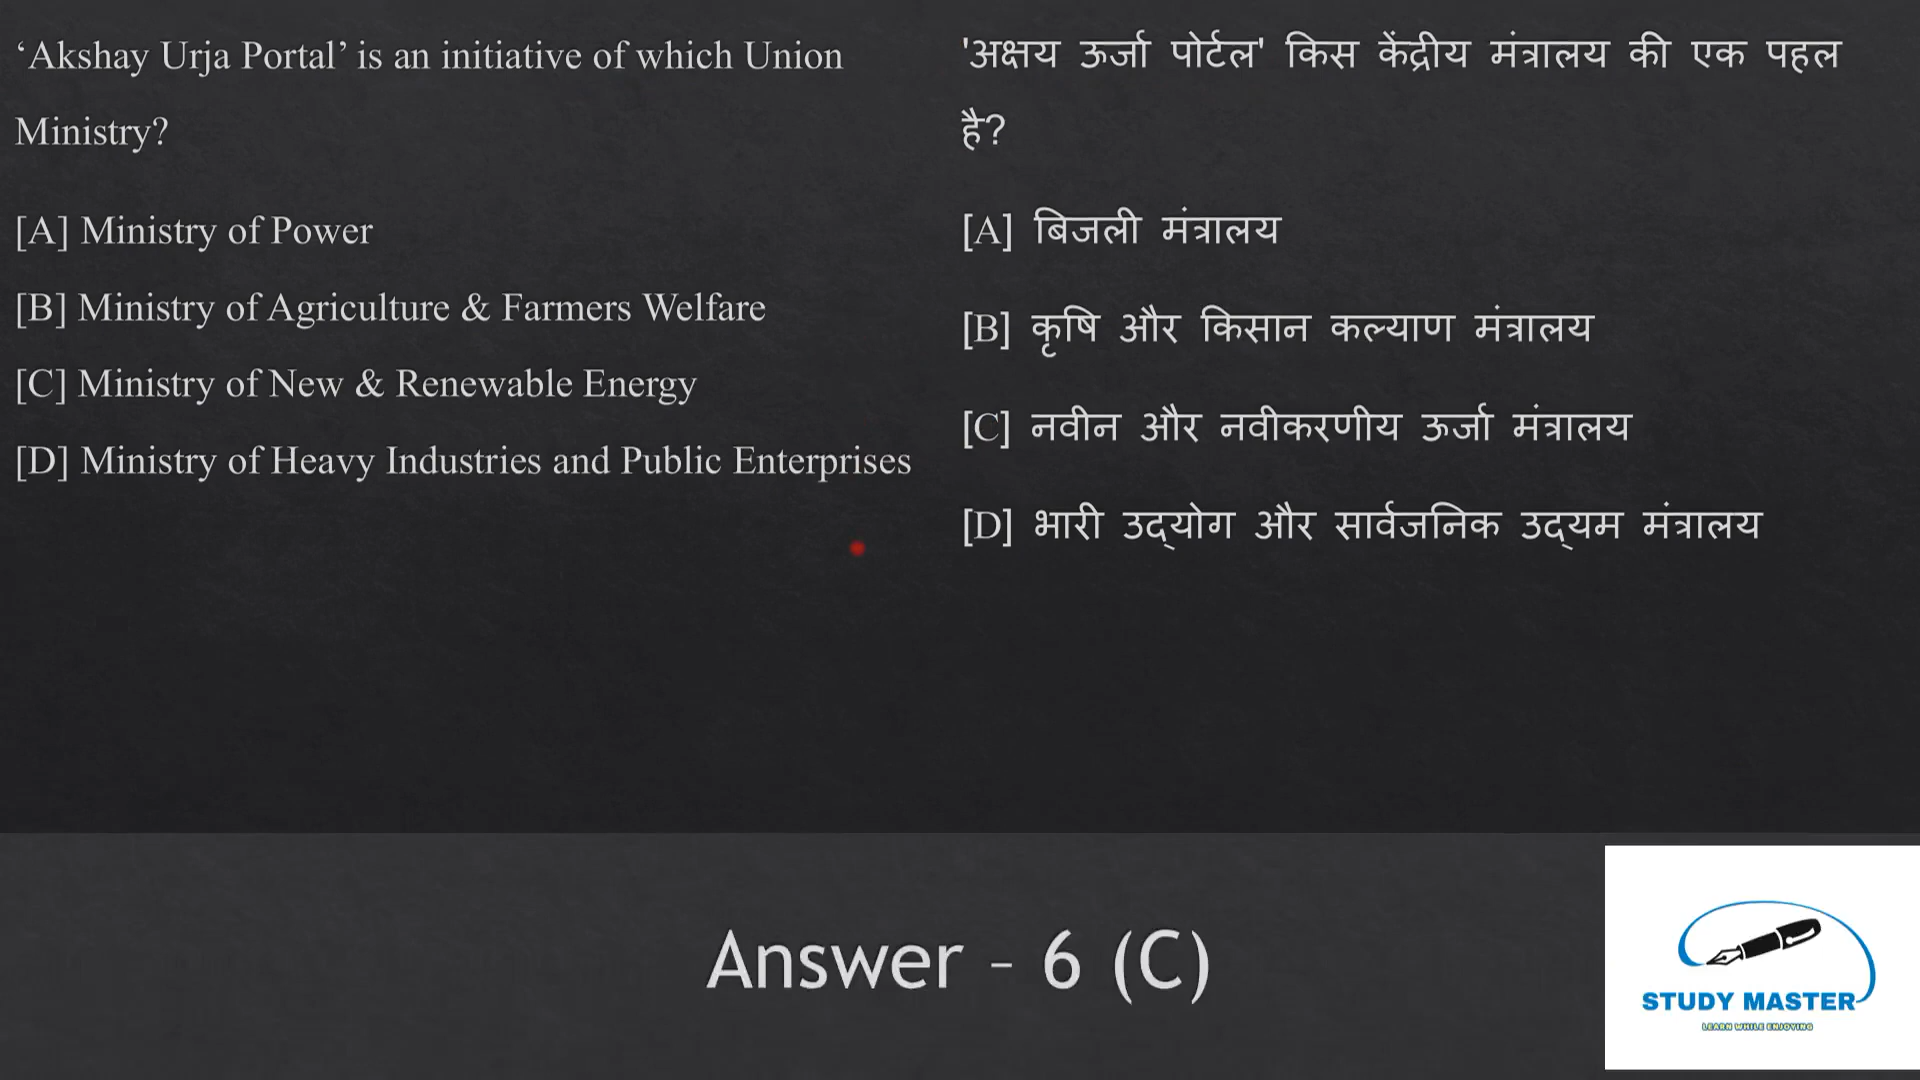 ‘Akshay Urja Portal’ is an initiative of which Union
Ministry?
[A] Ministry of Power
[B] Ministry of Agriculture & Farmers Welfare
[C] Ministry of New & Renewable Energy
[D] Ministry of Heavy Industries and Public Enterprises
'अक्षय ऊर्जा पोर्टल' किस केंद्रीय मंत्रालय की एक पहल
है?
[A] बिजली मंत्रालय
[B] कृषि और किसान कल्याण मंत्रालय
[C] नवीन और नवीकरणीय ऊर्जा मंत्रालय
[D] भारी उद्योग और सार्वजनिक उद्यम मंत्रालय
Answer – 6 (C)
STUDY MASTER
LEARN WHILE ENJOYING